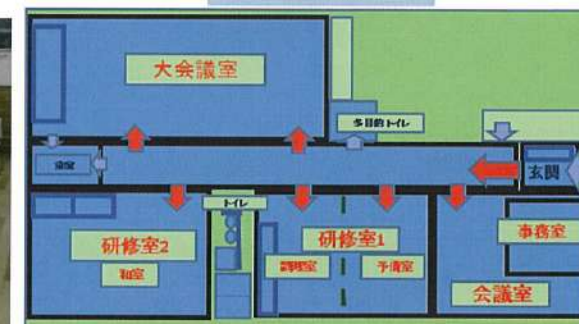 大会議室
多目的トイレ
玄関
トイレ
研修室2
和室
研修室1
調理室
予備室
事務室
会議室